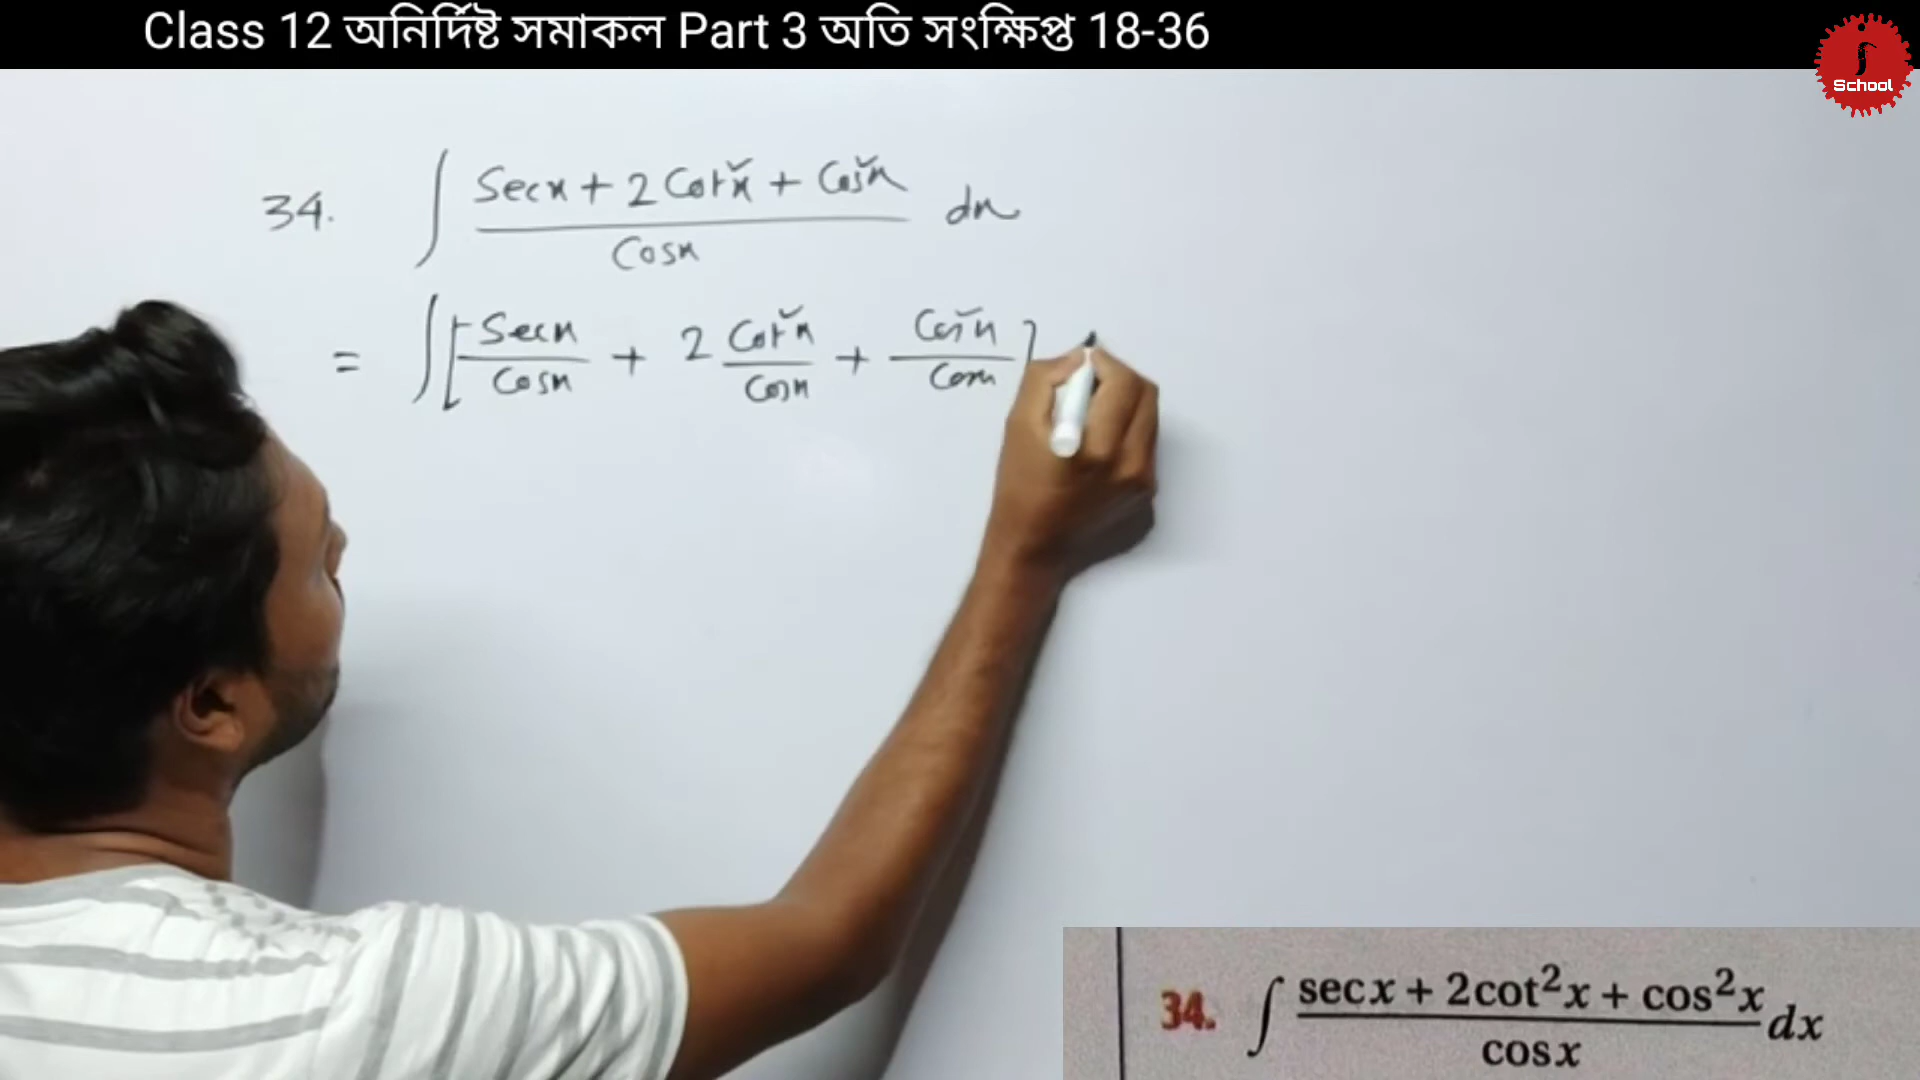 Class 12 অনির্দিষ্ট সমাকল Part 3 অতি সংক্ষিপ্ত 18-36
School
34. ∫ (Secx + 2Cot²x + Cos²x)/Cosx dx
= ∫[Secx/Cosx + 2 Cot²x/Cosx + Cos²x/Cosx]
34. ∫ (secx + 2cot²x + cos²x)/cosx dx